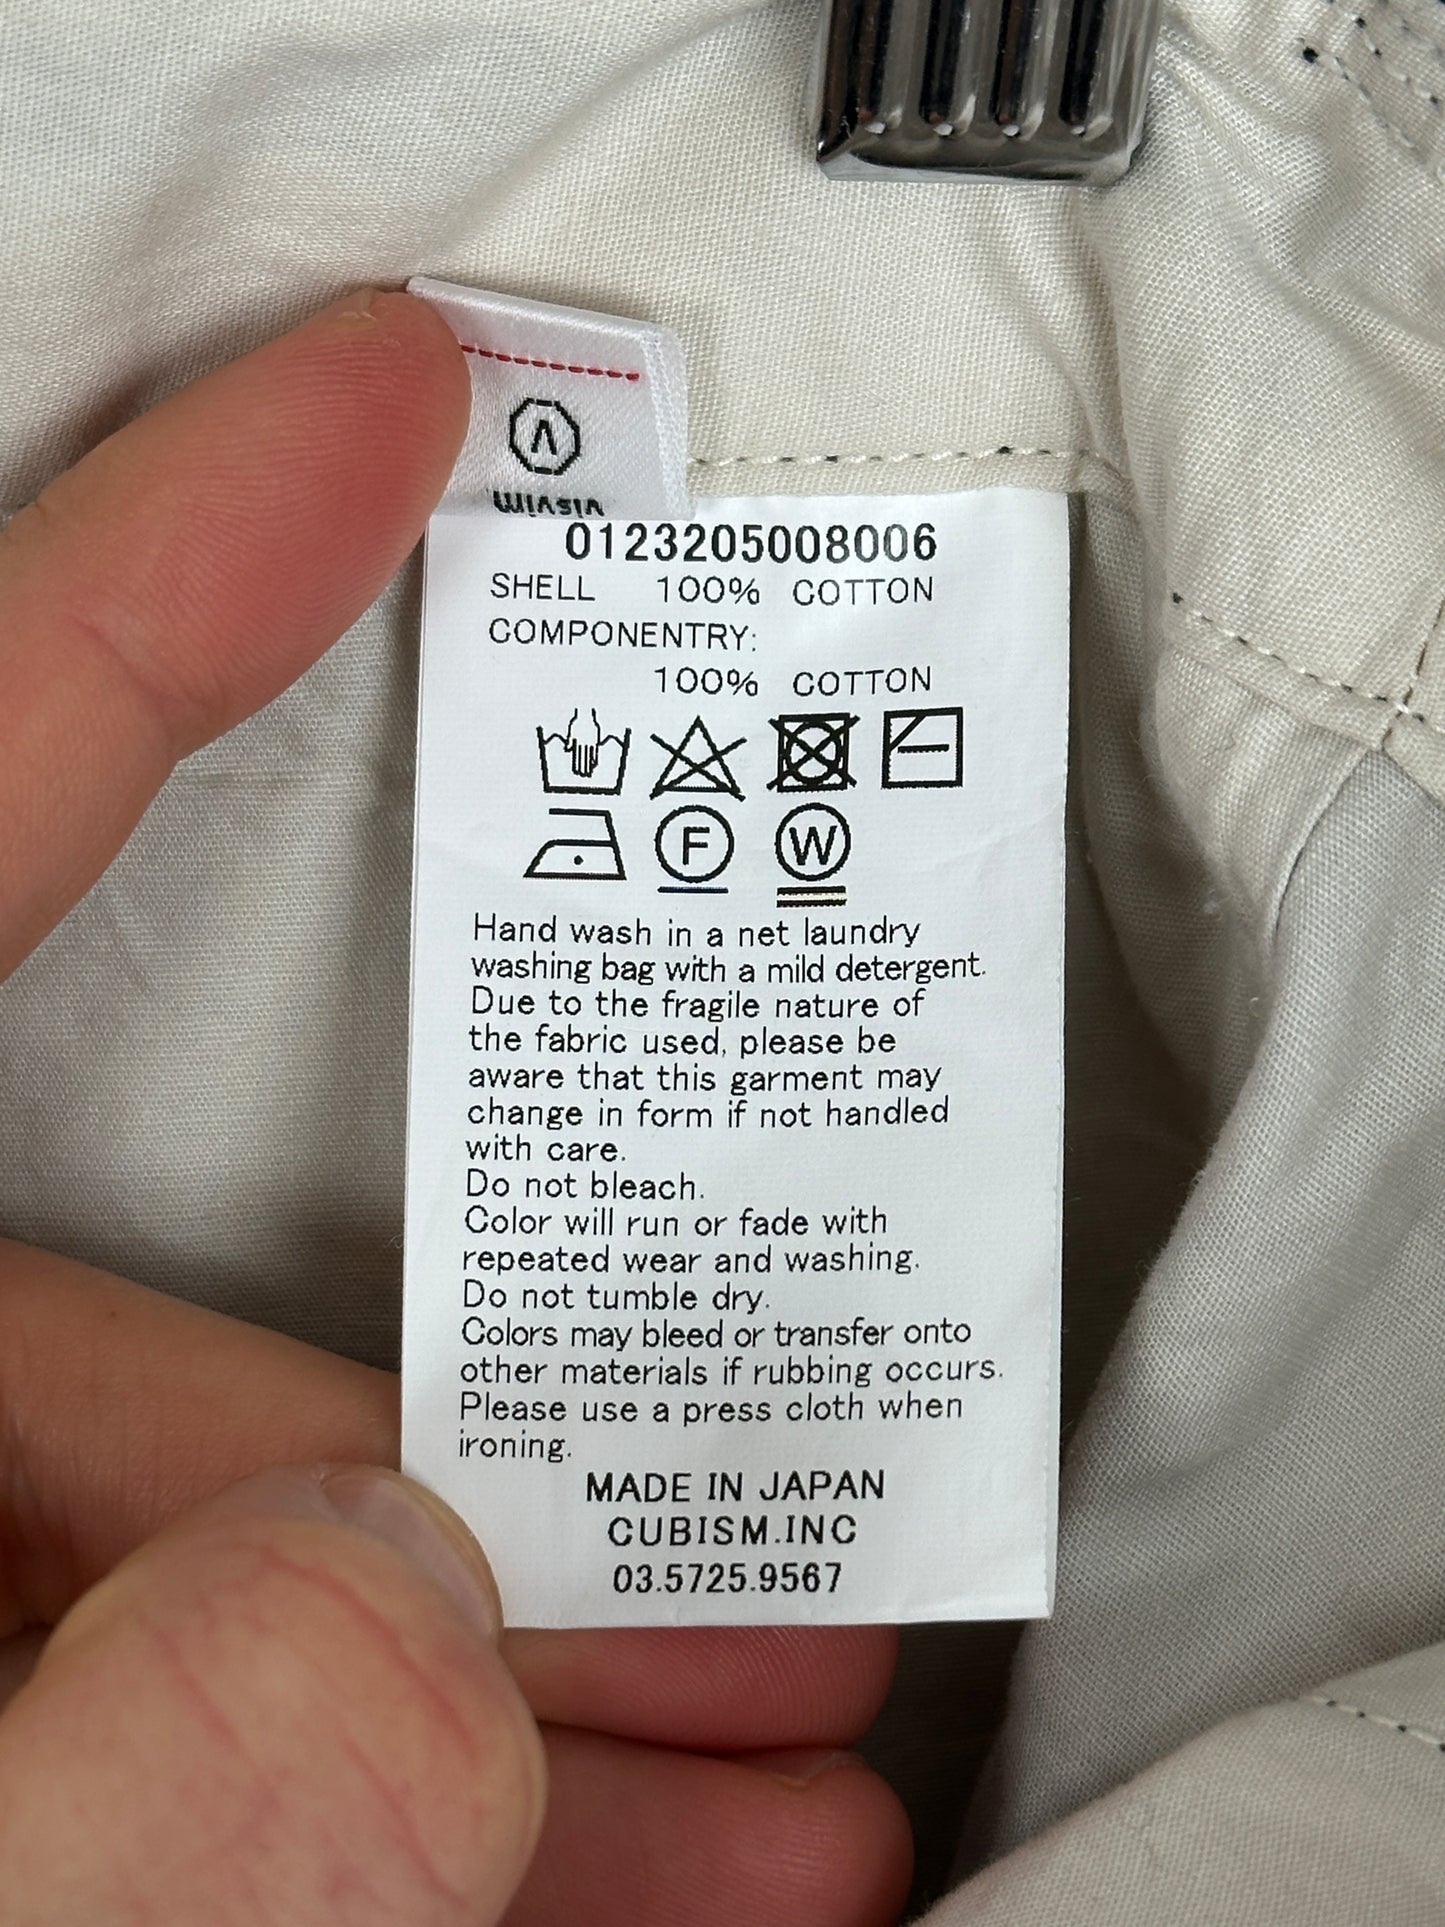 visvim
0123205008006
SHELL 100% COTTON
COMPONENTRY:
100% COTTON
F W
Hand wash in a net laundry
washing bag with a mild detergent.
Due to the fragile nature of
the fabric used, please be
aware that this garment may
change in form if not handled
with care.
Do not bleach.
Color will run or fade with
repeated wear and washing.
Do not tumble dry.
Colors may bleed or transfer onto
other materials if rubbing occurs.
Please use a press cloth when
ironing.
MADE IN JAPAN
CUBISM.INC
03.5725.9567